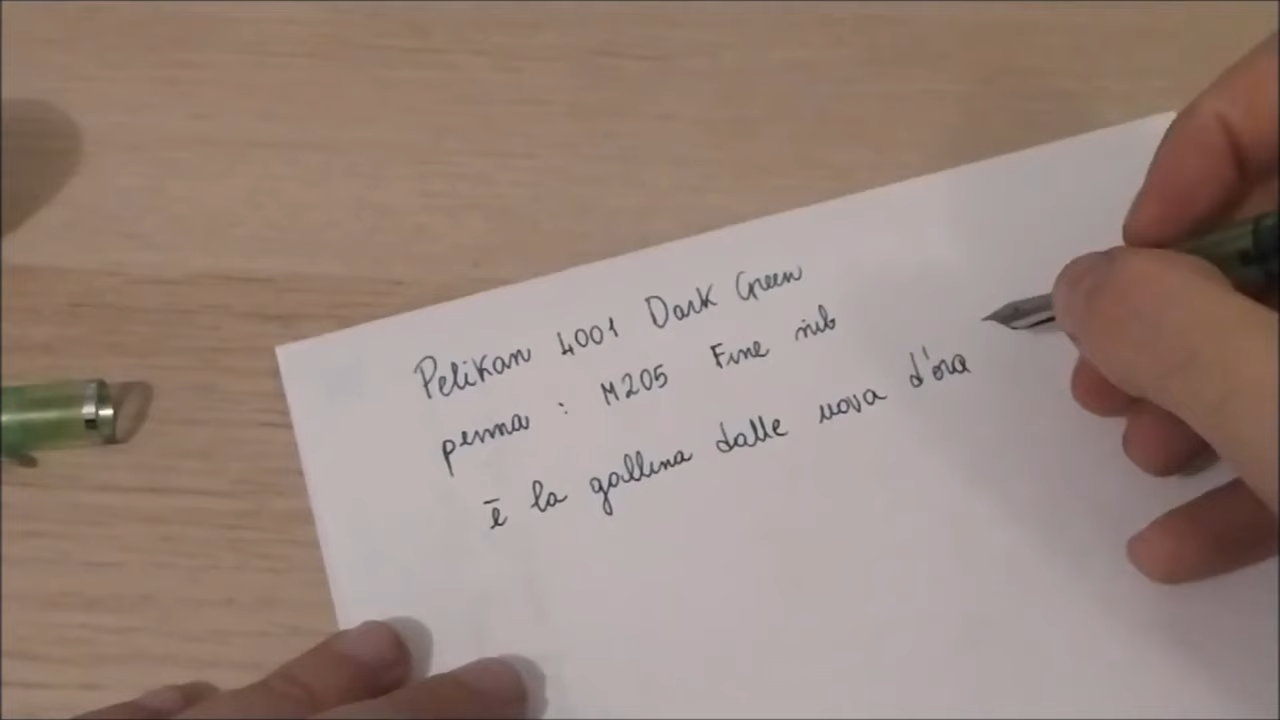 Pelikan 4001 Dark Green
penna : M205 Fine nib
è la gallina dalle uova d'ora